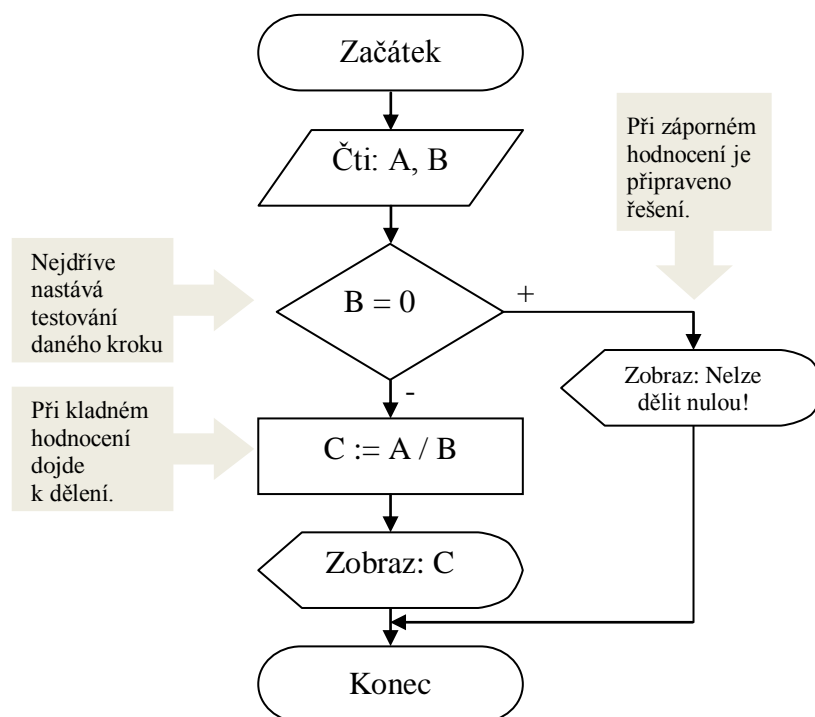 Začátek
Čti: A, B
Při záporném
hodnocení je
připraveno
řešení.
Nejdříve
nastává
testování
daného kroku
B = 0
+
-
Zobraz: Nelze
dělit nulou!
Při kladném
hodnocení
dojde
k dělení.
C := A / B
Zobraz: C
Konec